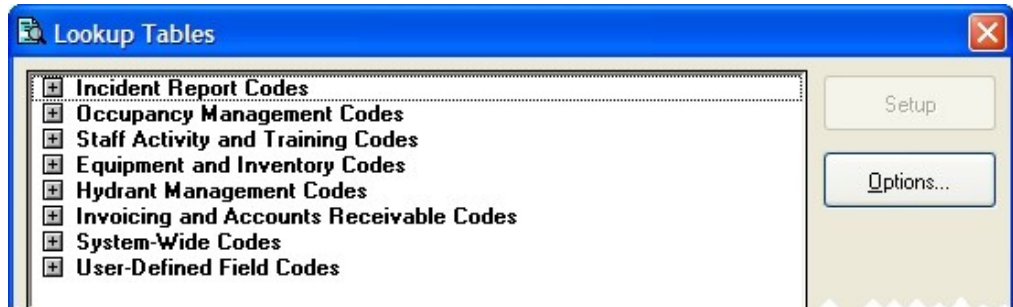 Lookup Tables
Incident Report Codes
Occupancy Management Codes
Staff Activity and Training Codes
Equipment and Inventory Codes
Hydrant Management Codes
Invoicing and Accounts Receivable Codes
System-Wide Codes
User-Defined Field Codes
Setup
Options...